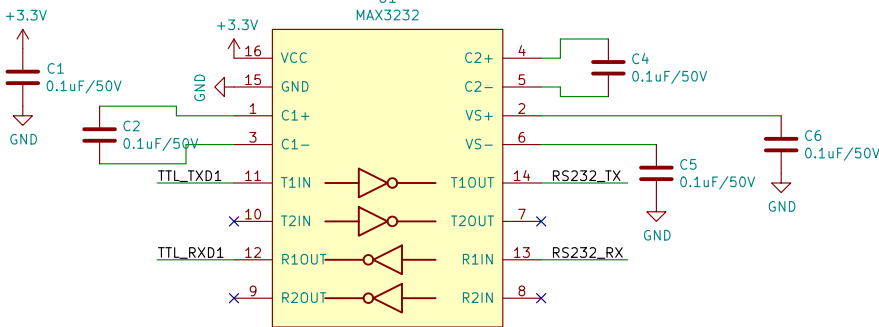 U1
MAX3232
+3.3V
C1
0.1uF/50V
GND
+3.3V
16 VCC
GND 15 GND
1 C1+
3 C1-
C2
0.1uF/50V
TTL_TXD1 11 T1IN
10 T2IN
TTL_RXD1 12 R1OUT
9 R2OUT
C2+ 4
C2- 5
VS+ 2
VS- 6
T1OUT 14 RS232_TX
T2OUT 7
R1IN 13 RS232_RX
R2IN 8
C4
0.1uF/50V
C6
0.1uF/50V
GND
C5
0.1uF/50V
GND